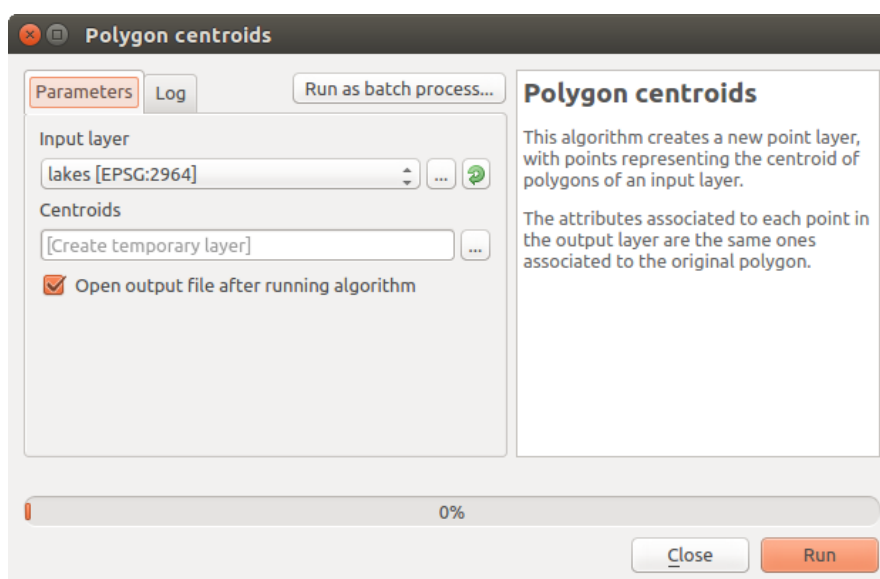 Polygon centroids
Parameters
Log
Run as batch process...
Input layer
lakes [EPSG:2964]
...
Centroids
[Create temporary layer]
...
Open output file after running algorithm
Polygon centroids
This algorithm creates a new point layer,
with points representing the centroid of
polygons of an input layer.
The attributes associated to each point in
the output layer are the same ones
associated to the original polygon.
0%
Close
Run